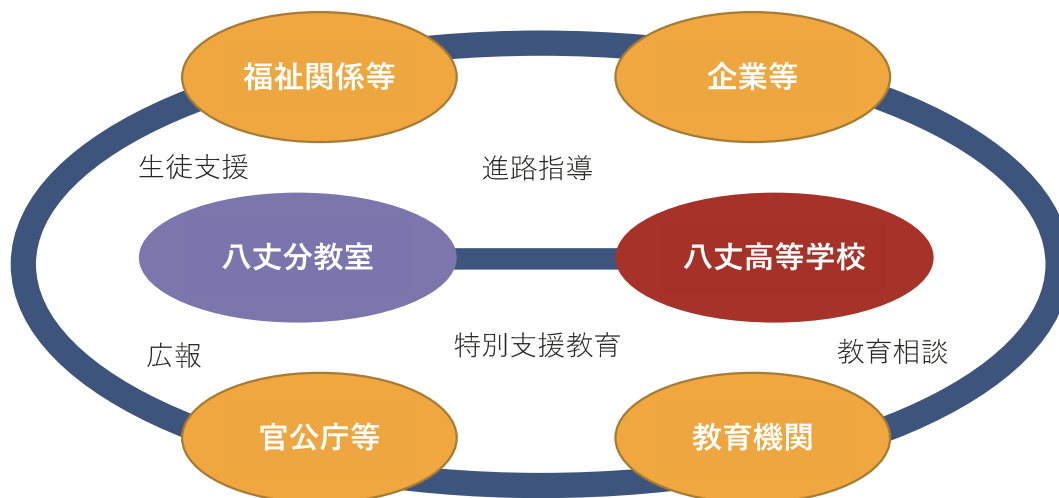 福祉関係等
企業等
生徒支援
進路指導
八丈分教室
八丈高等学校
広報
特別支援教育
教育相談
官公庁等
教育機関